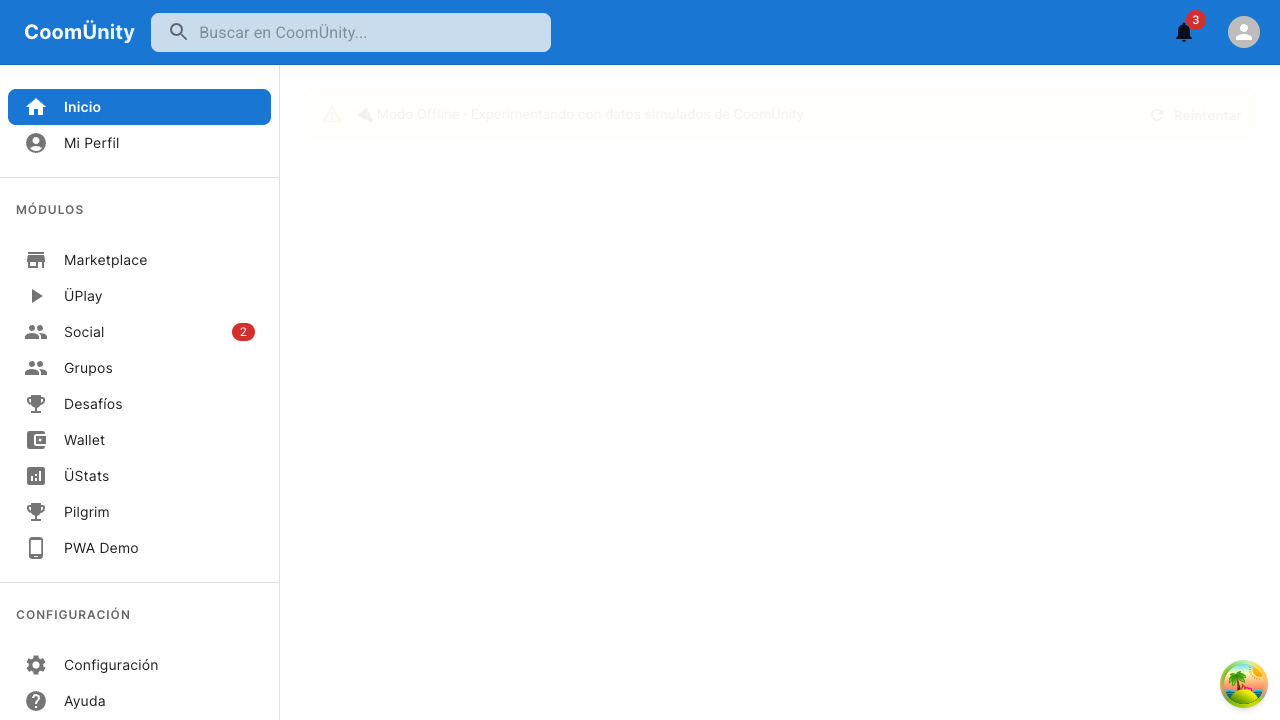 CoomÜnity
Buscar en CoomÜnity...
3
Inicio
Mi Perfil
MÓDULOS
Marketplace
ÜPlay
Social
2
Grupos
Desafíos
Wallet
ÜStats
Pilgrim
PWA Demo
CONFIGURACIÓN
Configuración
Ayuda
Modo Offline - Experimentando con datos simulados de CoomÜnity
Reintentar